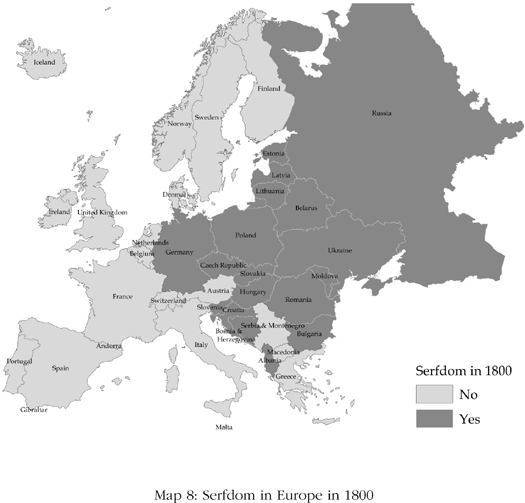 Iceland
Finland
Norway
Sweden
Russia
Estonia
Latvia
Denmark
Lithuania
Ireland
United Kingdom
Belarus
Netherlands
Belgium
Germany
Poland
Ukraine
Czech Republic
Slovakia
Moldova
Austria
Hungary
France
Switzerland
Slovenia
Croatia
Romania
Bosnia &
Herzegovina
Serbia & Montenegro
Bulgaria
Andorra
Italy
Macedonia
Albania
Portugal
Spain
Greece
Gibraltar
Malta
Serfdom in 1800
No
Yes
Map 8: Serfdom in Europe in 1800